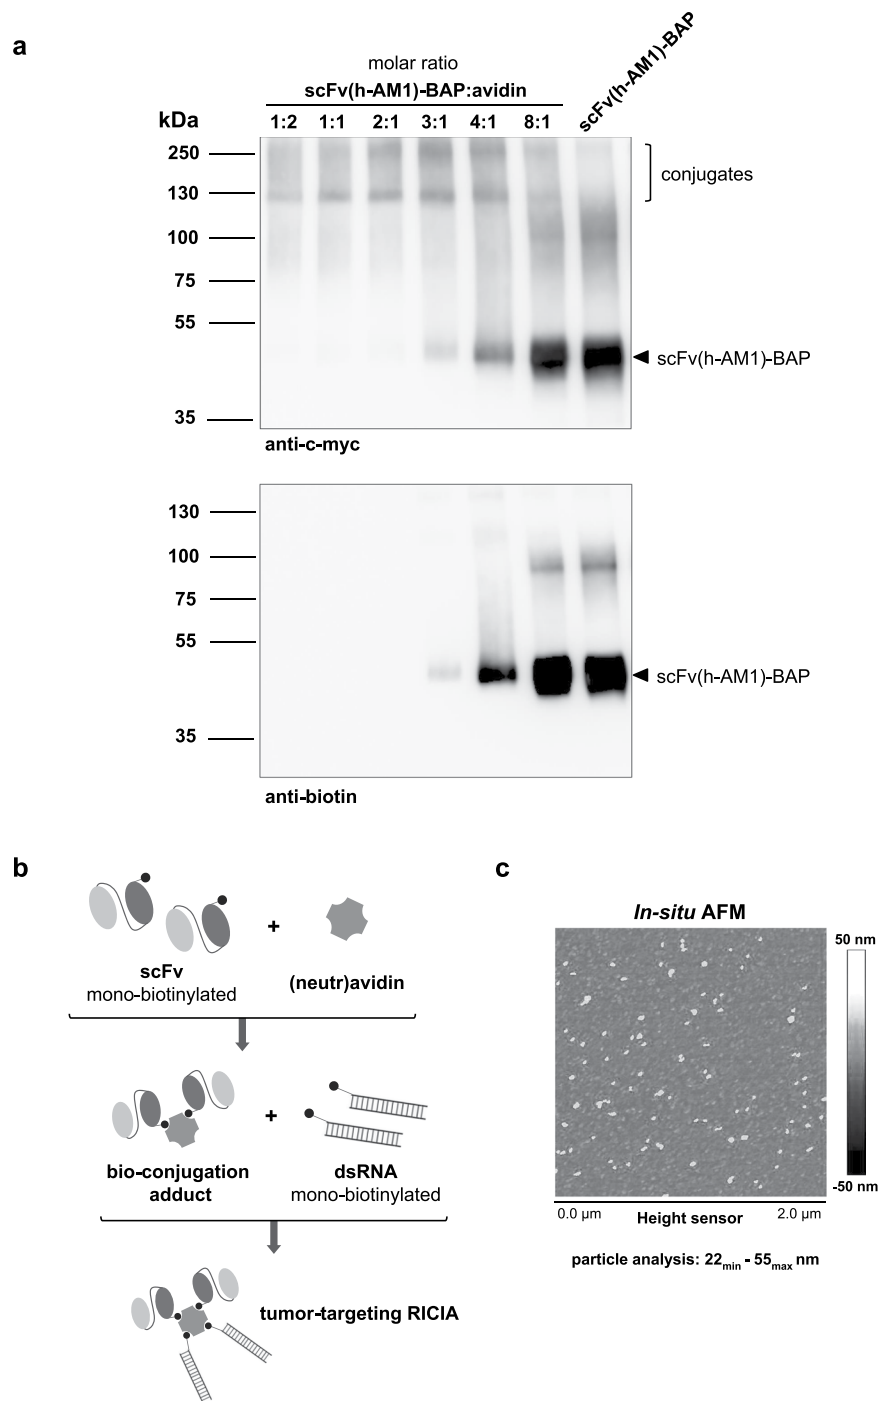 a
molar ratio
scFv(h-AM1)-BAP:avidin
scFv(h-AM1)-BAP
kDa
1:2 1:1 2:1 3:1 4:1 8:1
250
130
100
75
55
35
conjugates
scFv(h-AM1)-BAP
anti-c-myc
130
100
75
55
35
scFv(h-AM1)-BAP
anti-biotin
b
+
scFv
mono-biotinylated
(neutr)avidin
+
bio-conjugation
adduct
dsRNA
mono-biotinylated
tumor-targeting RICIA
c
In-situ AFM
50 nm
-50 nm
0.0 µm Height sensor 2.0 µm
particle analysis: 22min - 55max nm